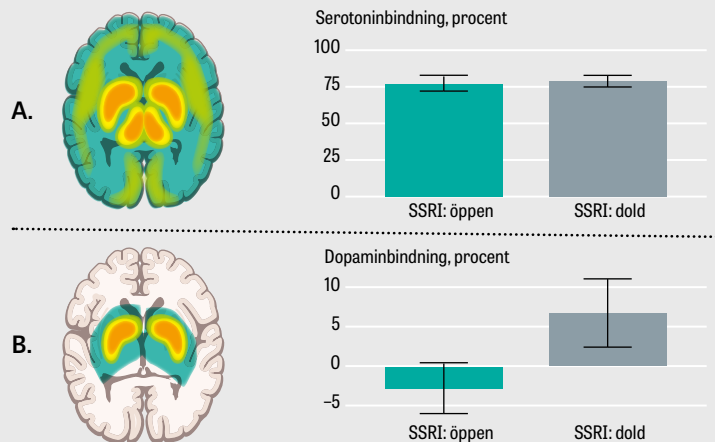 Serotoninbindning, procent
100
75
A.
50
25
0
SSRI: öppen SSRI: dold
Dopaminbindning, procent
10
5
B.
0
–5
SSRI: öppen SSRI: dold